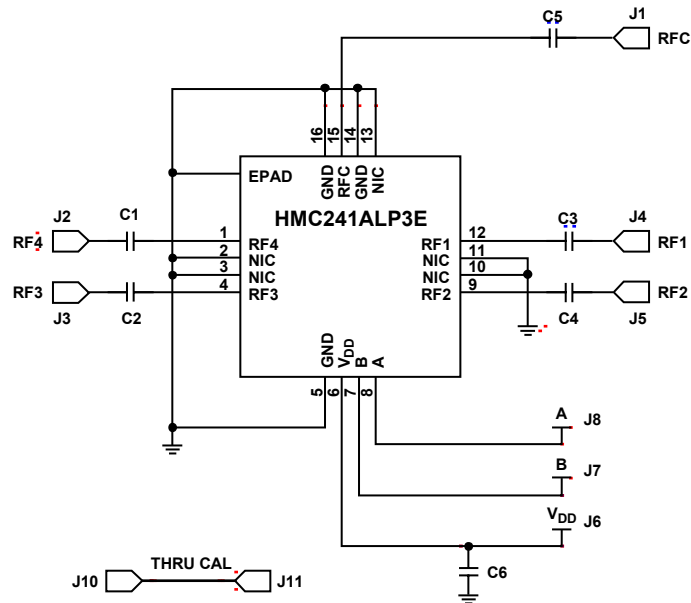 C5
J1
RFC
16
15
14
13
GND
RFC
GND
NIC
EPAD
HMC241ALP3E
J2
C1
RF4
1
RF4
2
NIC
3
NIC
4
RF3
RF3
J3
C2
12
RF1
11
NIC
10
NIC
9
RF2
C3
J4
RF1
RF2
C4
J5
GND
VDD
B
A
5
6
7
8
A
J8
B
J7
VDD
J6
C6
THRU CAL
J10
J11